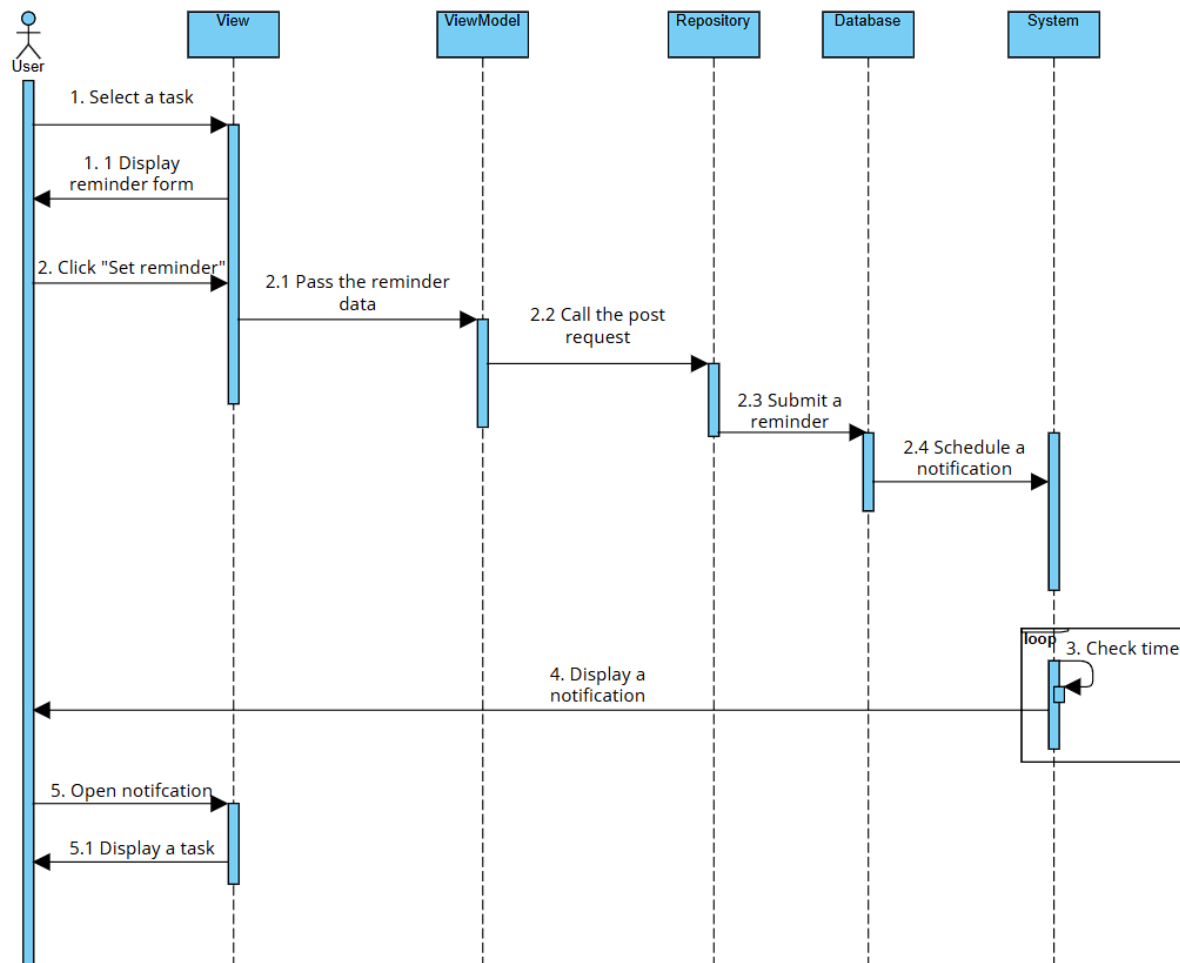 View
ViewModel
Repository
Database
System
User
1. Select a task
1. 1 Display
reminder form
2. Click "Set reminder"
2.1 Pass the reminder
data
2.2 Call the post
request
2.3 Submit a
reminder
2.4 Schedule a
notification
loop
3. Check time
4. Display a
notification
5. Open notifcation
5.1 Display a task